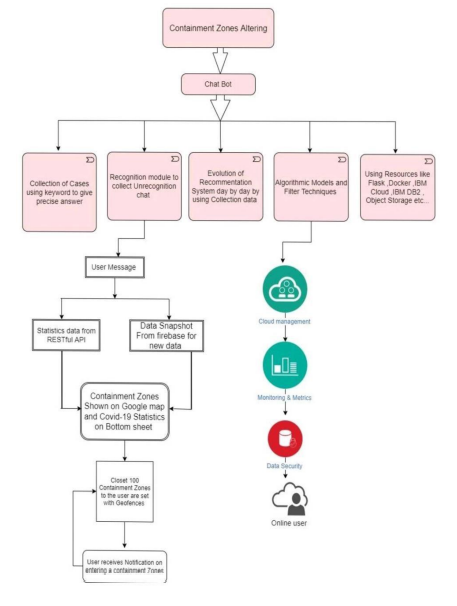 Containment Zones Altering
Chat Bot
Collection of Cases
using keyword to give
precise answer
Recognition module to
collect Unrecognition
chat
Evolution of
Recommentation
System day by day by
using Collection data
Algorithmic Models and
Filter Techniques
Using Resources like
Flask ,Docker ,IBM
Cloud ,IBM DB2 ,
Object Storage etc...
User Message
Statistics data from
RESTful API
Data Snapshot
From firebase for
new data
Containment Zones
Shown on Google map
and Covid-19 Statistics
on Bottom sheet
Closet 100
Containment Zones
to the user are set
with Geofences
User receives Notification on
entering a containment Zones
Cloud management
Monitoring & Metrics
Data Security
Online user